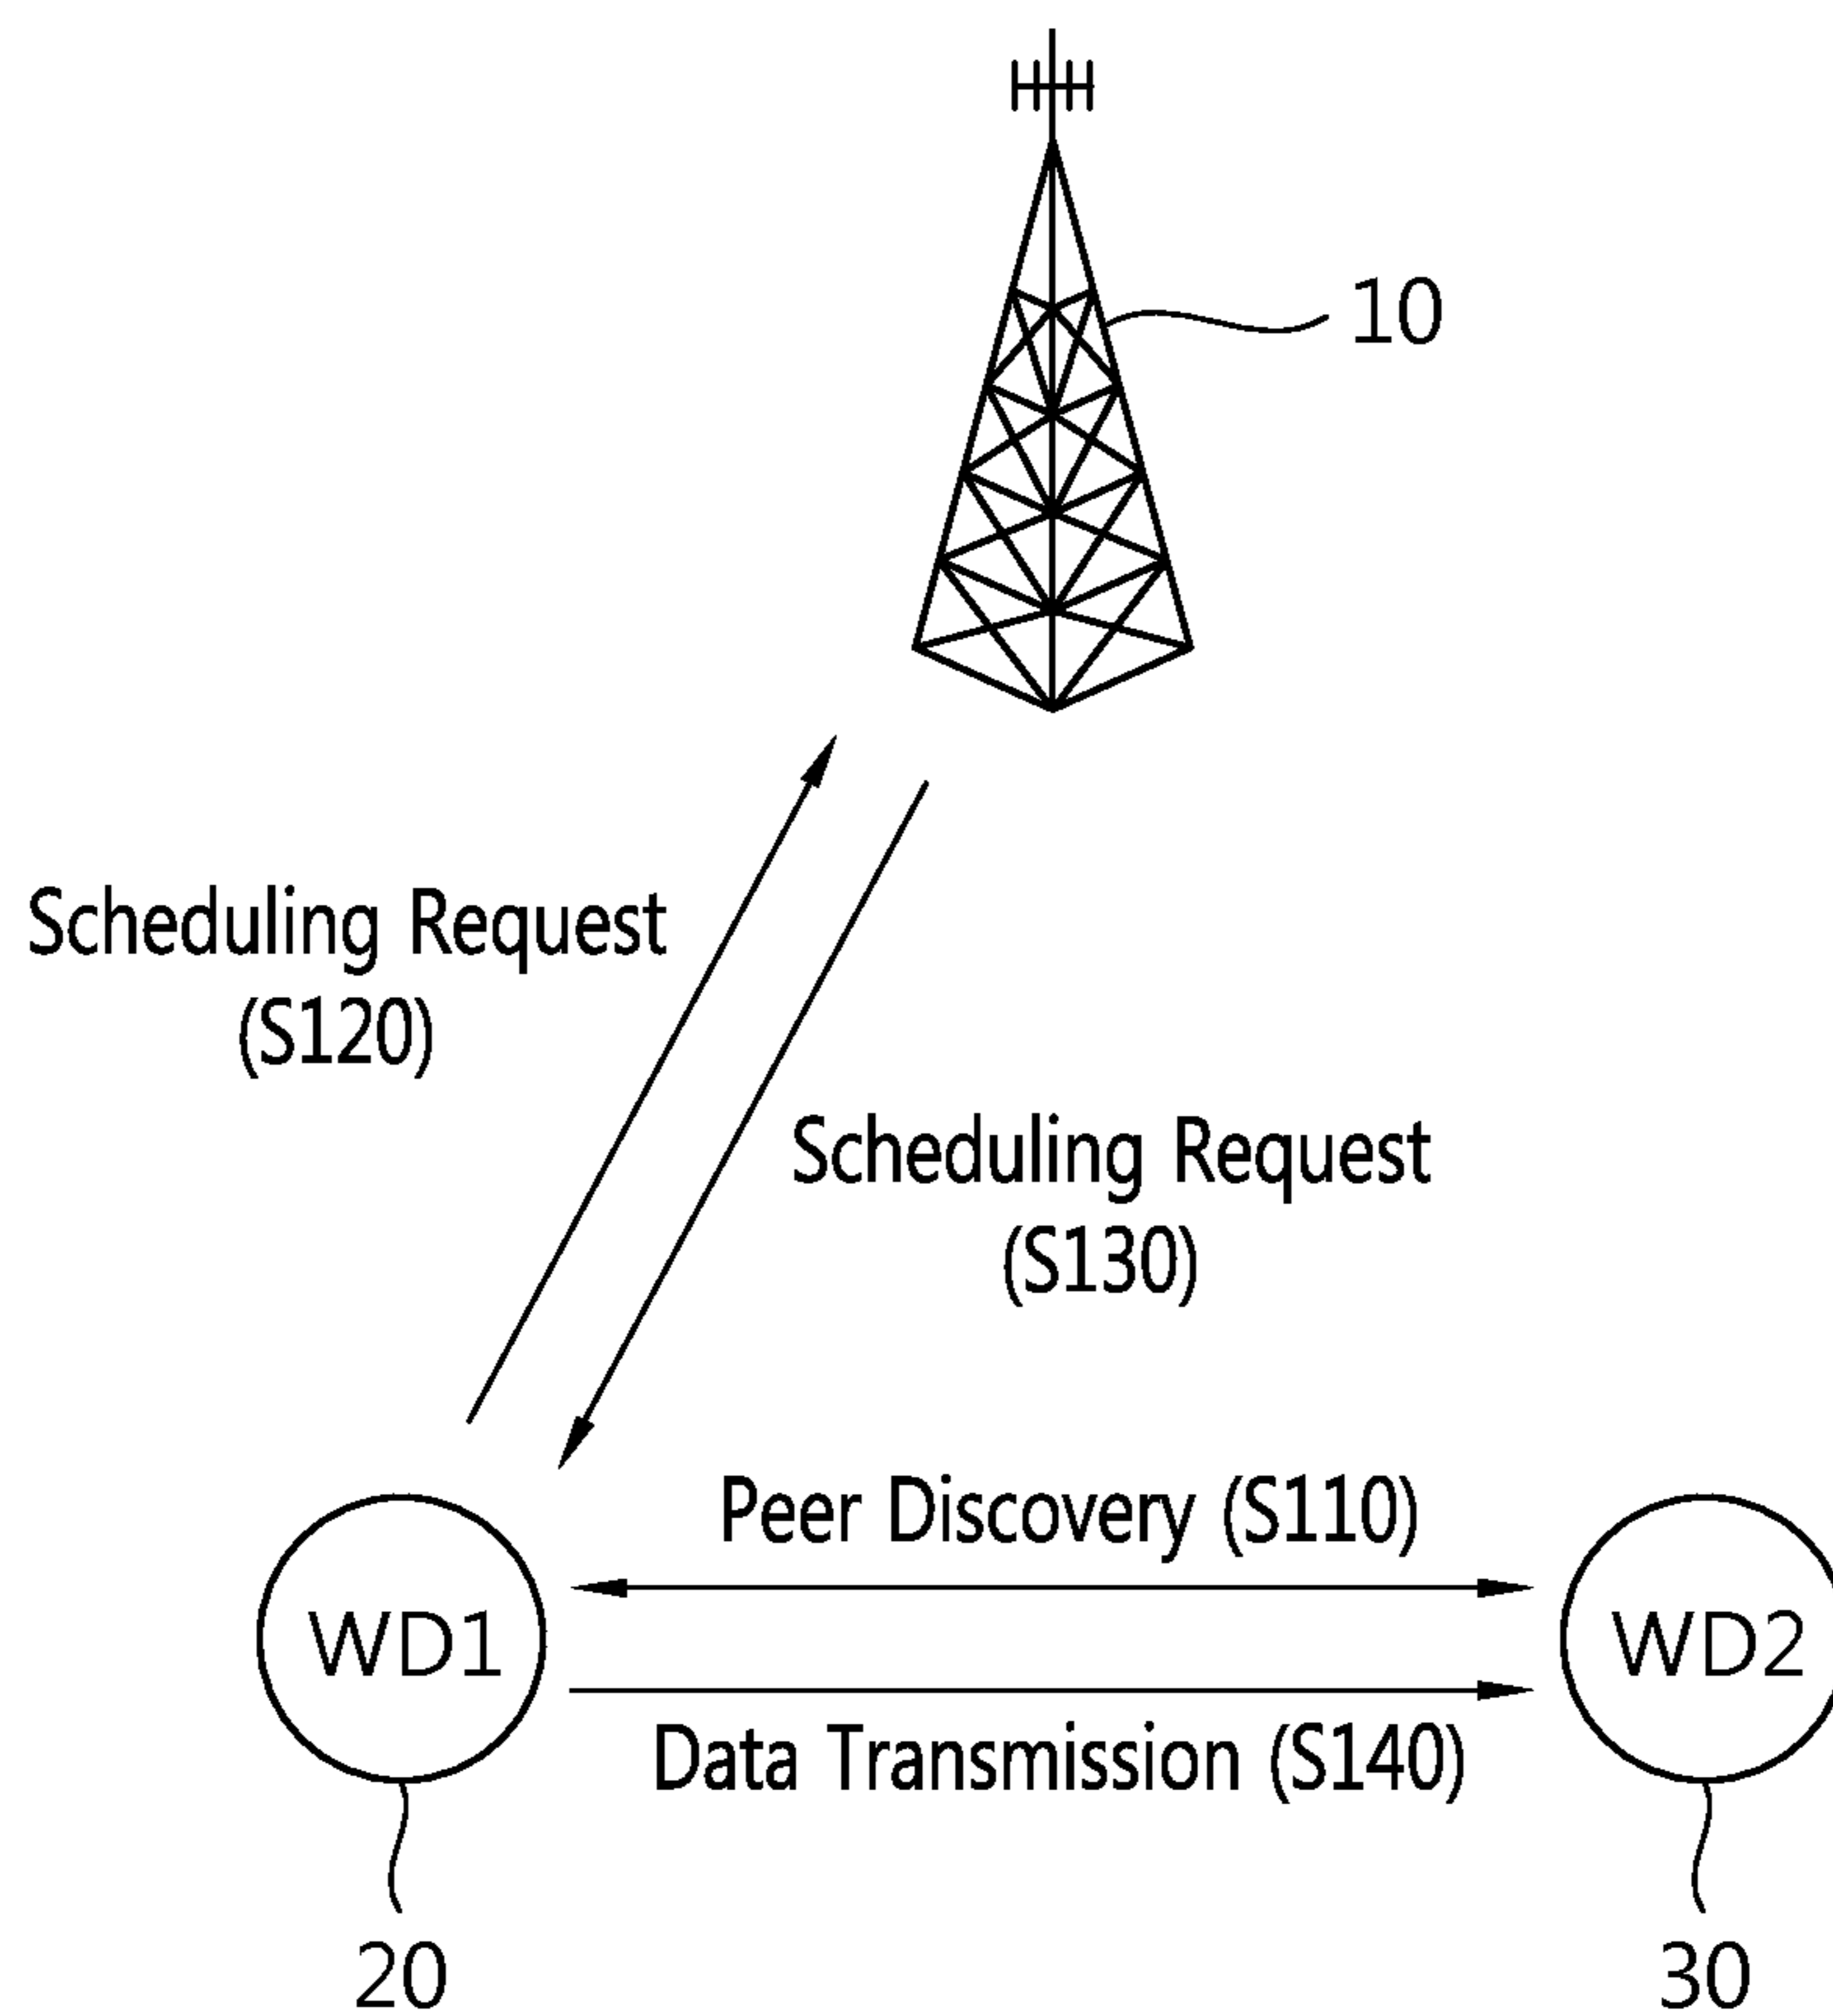 10
Scheduling Request
(S120)
Scheduling Request
(S130)
Peer Discovery (S110)
WD1
WD2
Data Transmission (S140)
20
30